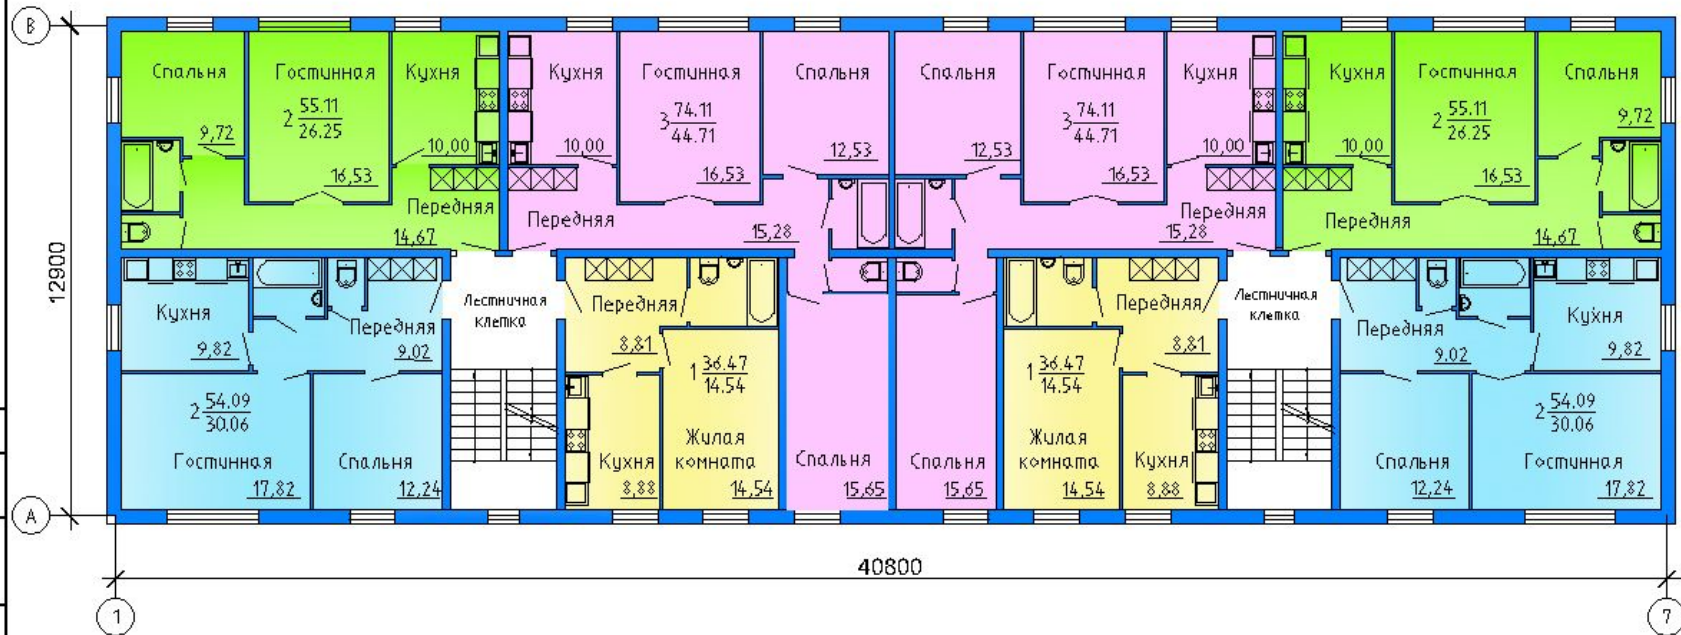 В
Спальня
Гостинная
Кухня
Кухня
Гостинная
Спальня
Спальня
Гостинная
Кухня
Кухня
Гостинная
Спальня
2 55.11
26.25
3 74.11
44.71
3 74.11
44.71
2 55.11
26.25
9,72
10,00
10,00
12,53
12,53
10,00
10,00
9,72
16,53
16,53
16,53
16,53
Передняя
Передняя
Передняя
Передняя
14,67
15,28
15,28
14,67
12900
Кухня
Передняя
Лестничная
клетка
Передняя
Передняя
Лестничная
клетка
Передняя
Кухня
9,82
9,02
8,81
8,81
9,02
9,82
1 36.47
14.54
1 36.47
14.54
2 54.09
30.06
2 54.09
30.06
Гостинная
Спальня
Кухня
Жилая
комната
Спальня
Спальня
Жилая
комната
Кухня
Спальня
Гостинная
17,82
12,24
8,88
14,54
15,65
15,65
14,54
8,88
12,24
17,82
А
40800
1
7